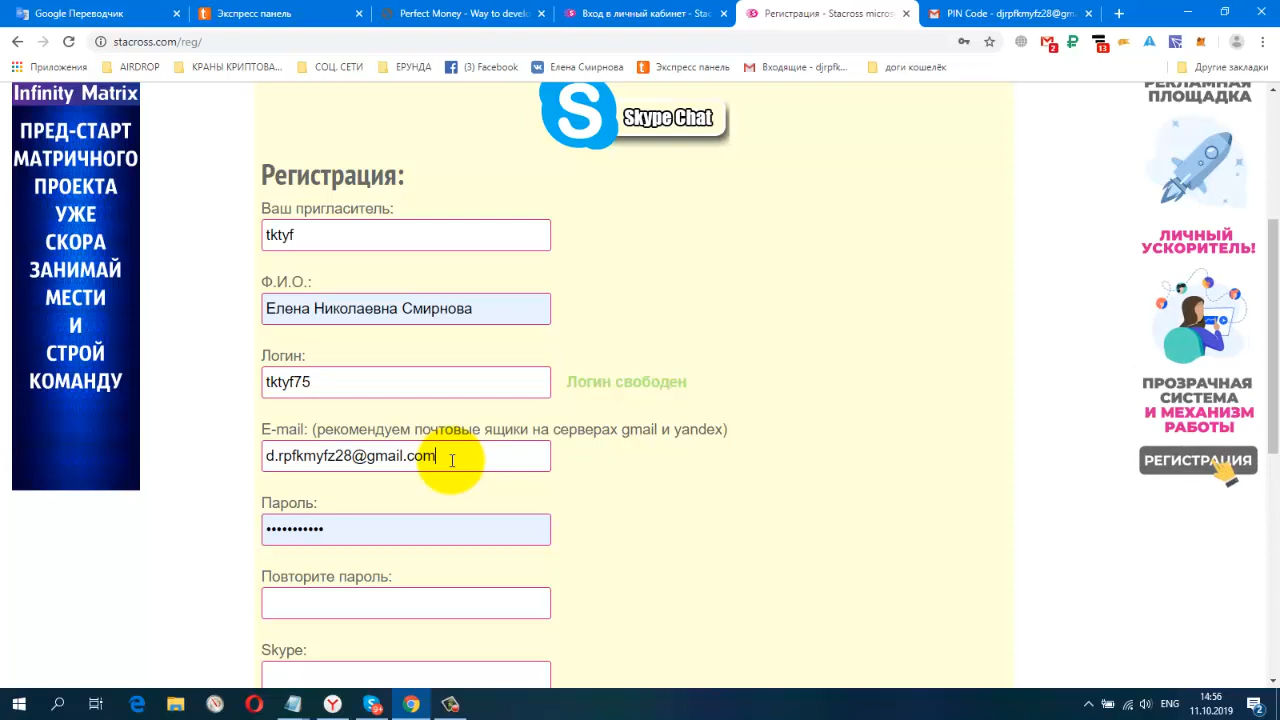 Google Переводчик
Экспресс панель
Perfect Money - Way to develo
Вход в личный кабинет - Stac
Регистрация - Stacross micros
PIN Code - djrpfkmyfz28@gma
stacross.com/reg/
2
13
Приложения
AIRDROP
КРАНЫ КРИПТОВА...
СОЦ. СЕТИ
ЕРУНДА
(3) Facebook
Елена Смирнова
Экспресс панель
Входящие - djrpfk...
доги кошелёк
Другие закладки
Infinity Matrix
ПРЕД-СТАРТ
МАТРИЧНОГО
ПРОЕКТА
УЖЕ
СКОРА
ЗАНИМАЙ
МЕСТИ
И
СТРОЙ
КОМАНДУ
S
Skype Chat
Регистрация:
Ваш пригласитель:
tktyf
Ф.И.О.:
Елена Николаевна Смирнова
Логин:
tktyf75
Логин свободен
E-mail: (рекомендуем почтовые ящики на серверах gmail и yandex)
d.rpfkmyfz28@gmail.com
Пароль:
•••••••••••
Повторите пароль:
Skype:
РЕКЛАМНАЯ
ПЛОЩАДКА
ЛИЧНЫЙ
УСКОРИТЕЛЬ!
ПРОЗРАЧНАЯ
СИСТЕМА
И МЕХАНИЗМ
РАБОТЫ
РЕГИСТРАЦИЯ
ENG
14:56
11.10.2019
2